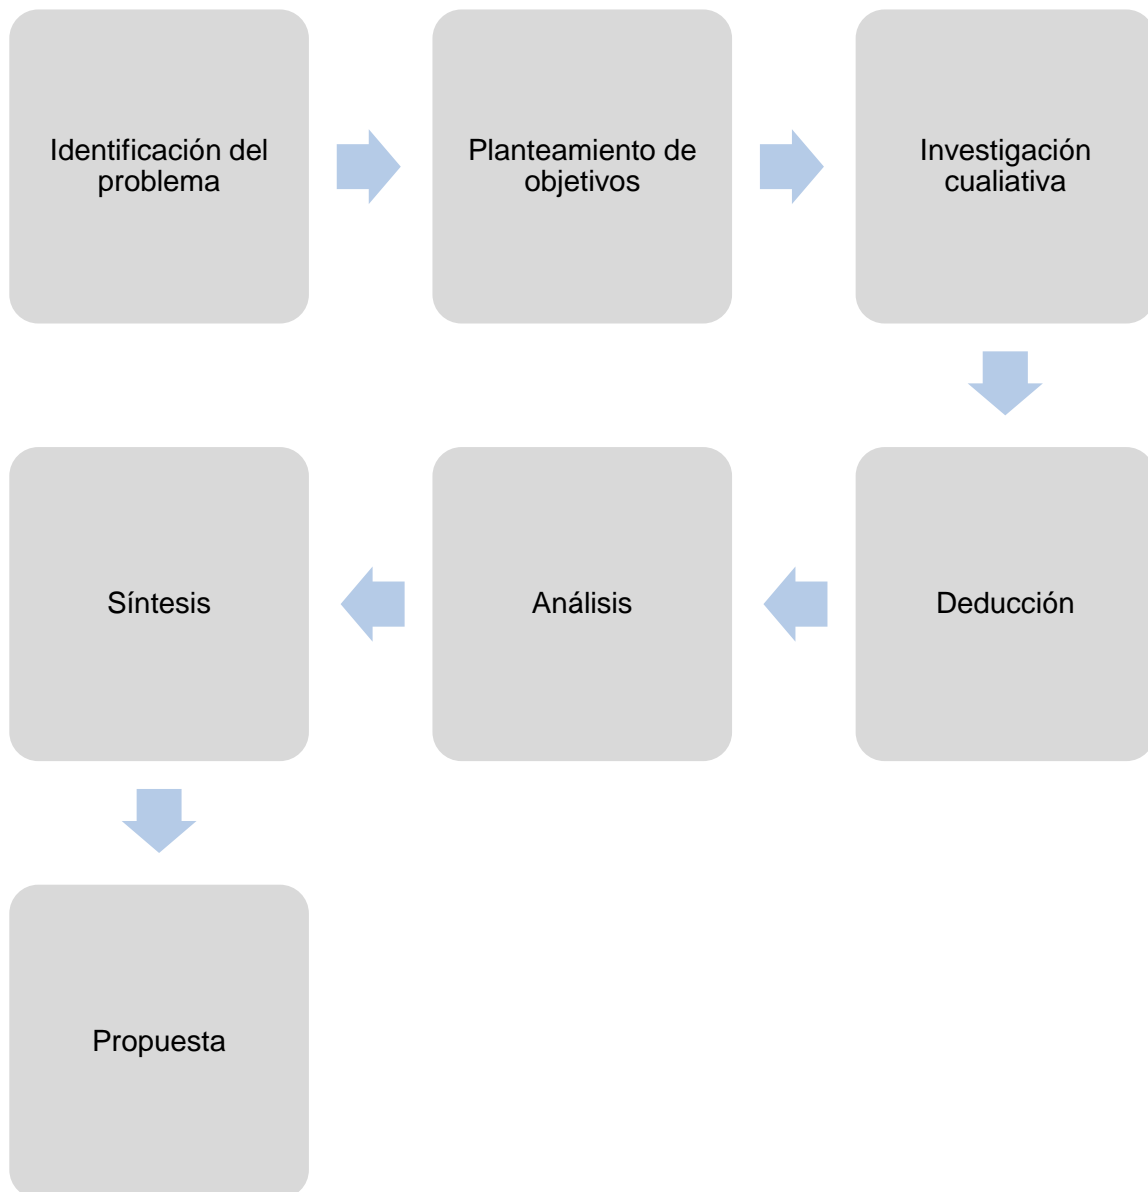 Identificación del
problema
Planteamiento de
objetivos
Investigación
cualiativa
Deducción
Análisis
Síntesis
Propuesta